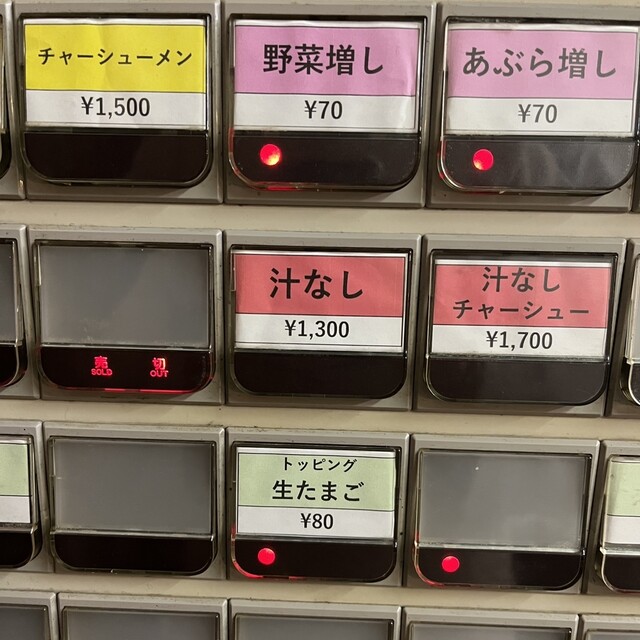 チャーシューメン
¥1,500
野菜増し
¥70
あぶら増し
¥70
売 切
SOLD OUT
汁なし
¥1,300
汁なし
チャーシュー
¥1,700
トッピング
生たまご
¥80